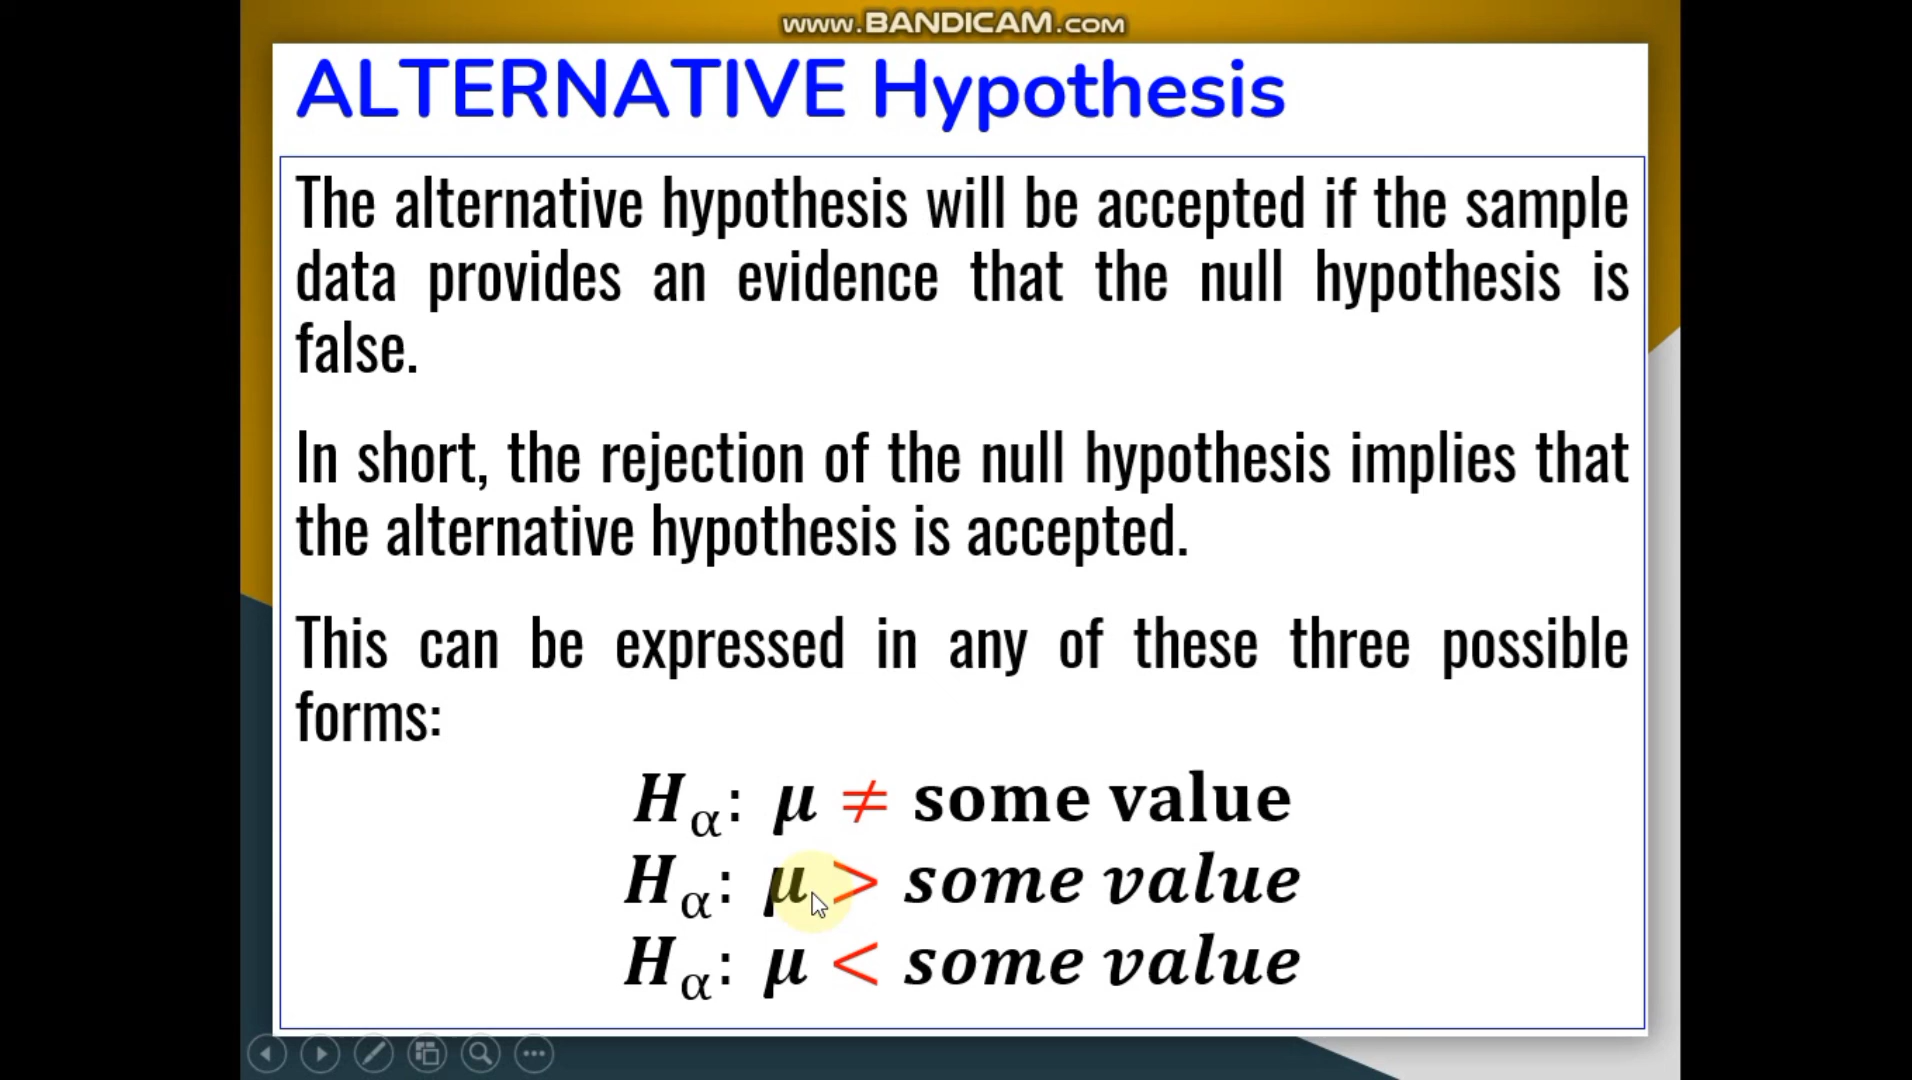 www.BANDICAM.com
ALTERNATIVE Hypothesis
The alternative hypothesis will be accepted if the sample
data provides an evidence that the null hypothesis is
false.
In short, the rejection of the null hypothesis implies that
the alternative hypothesis is accepted.
This can be expressed in any of these three possible
forms:
Hα: μ ≠ some value
Hα: μ > some value
Hα: μ < some value